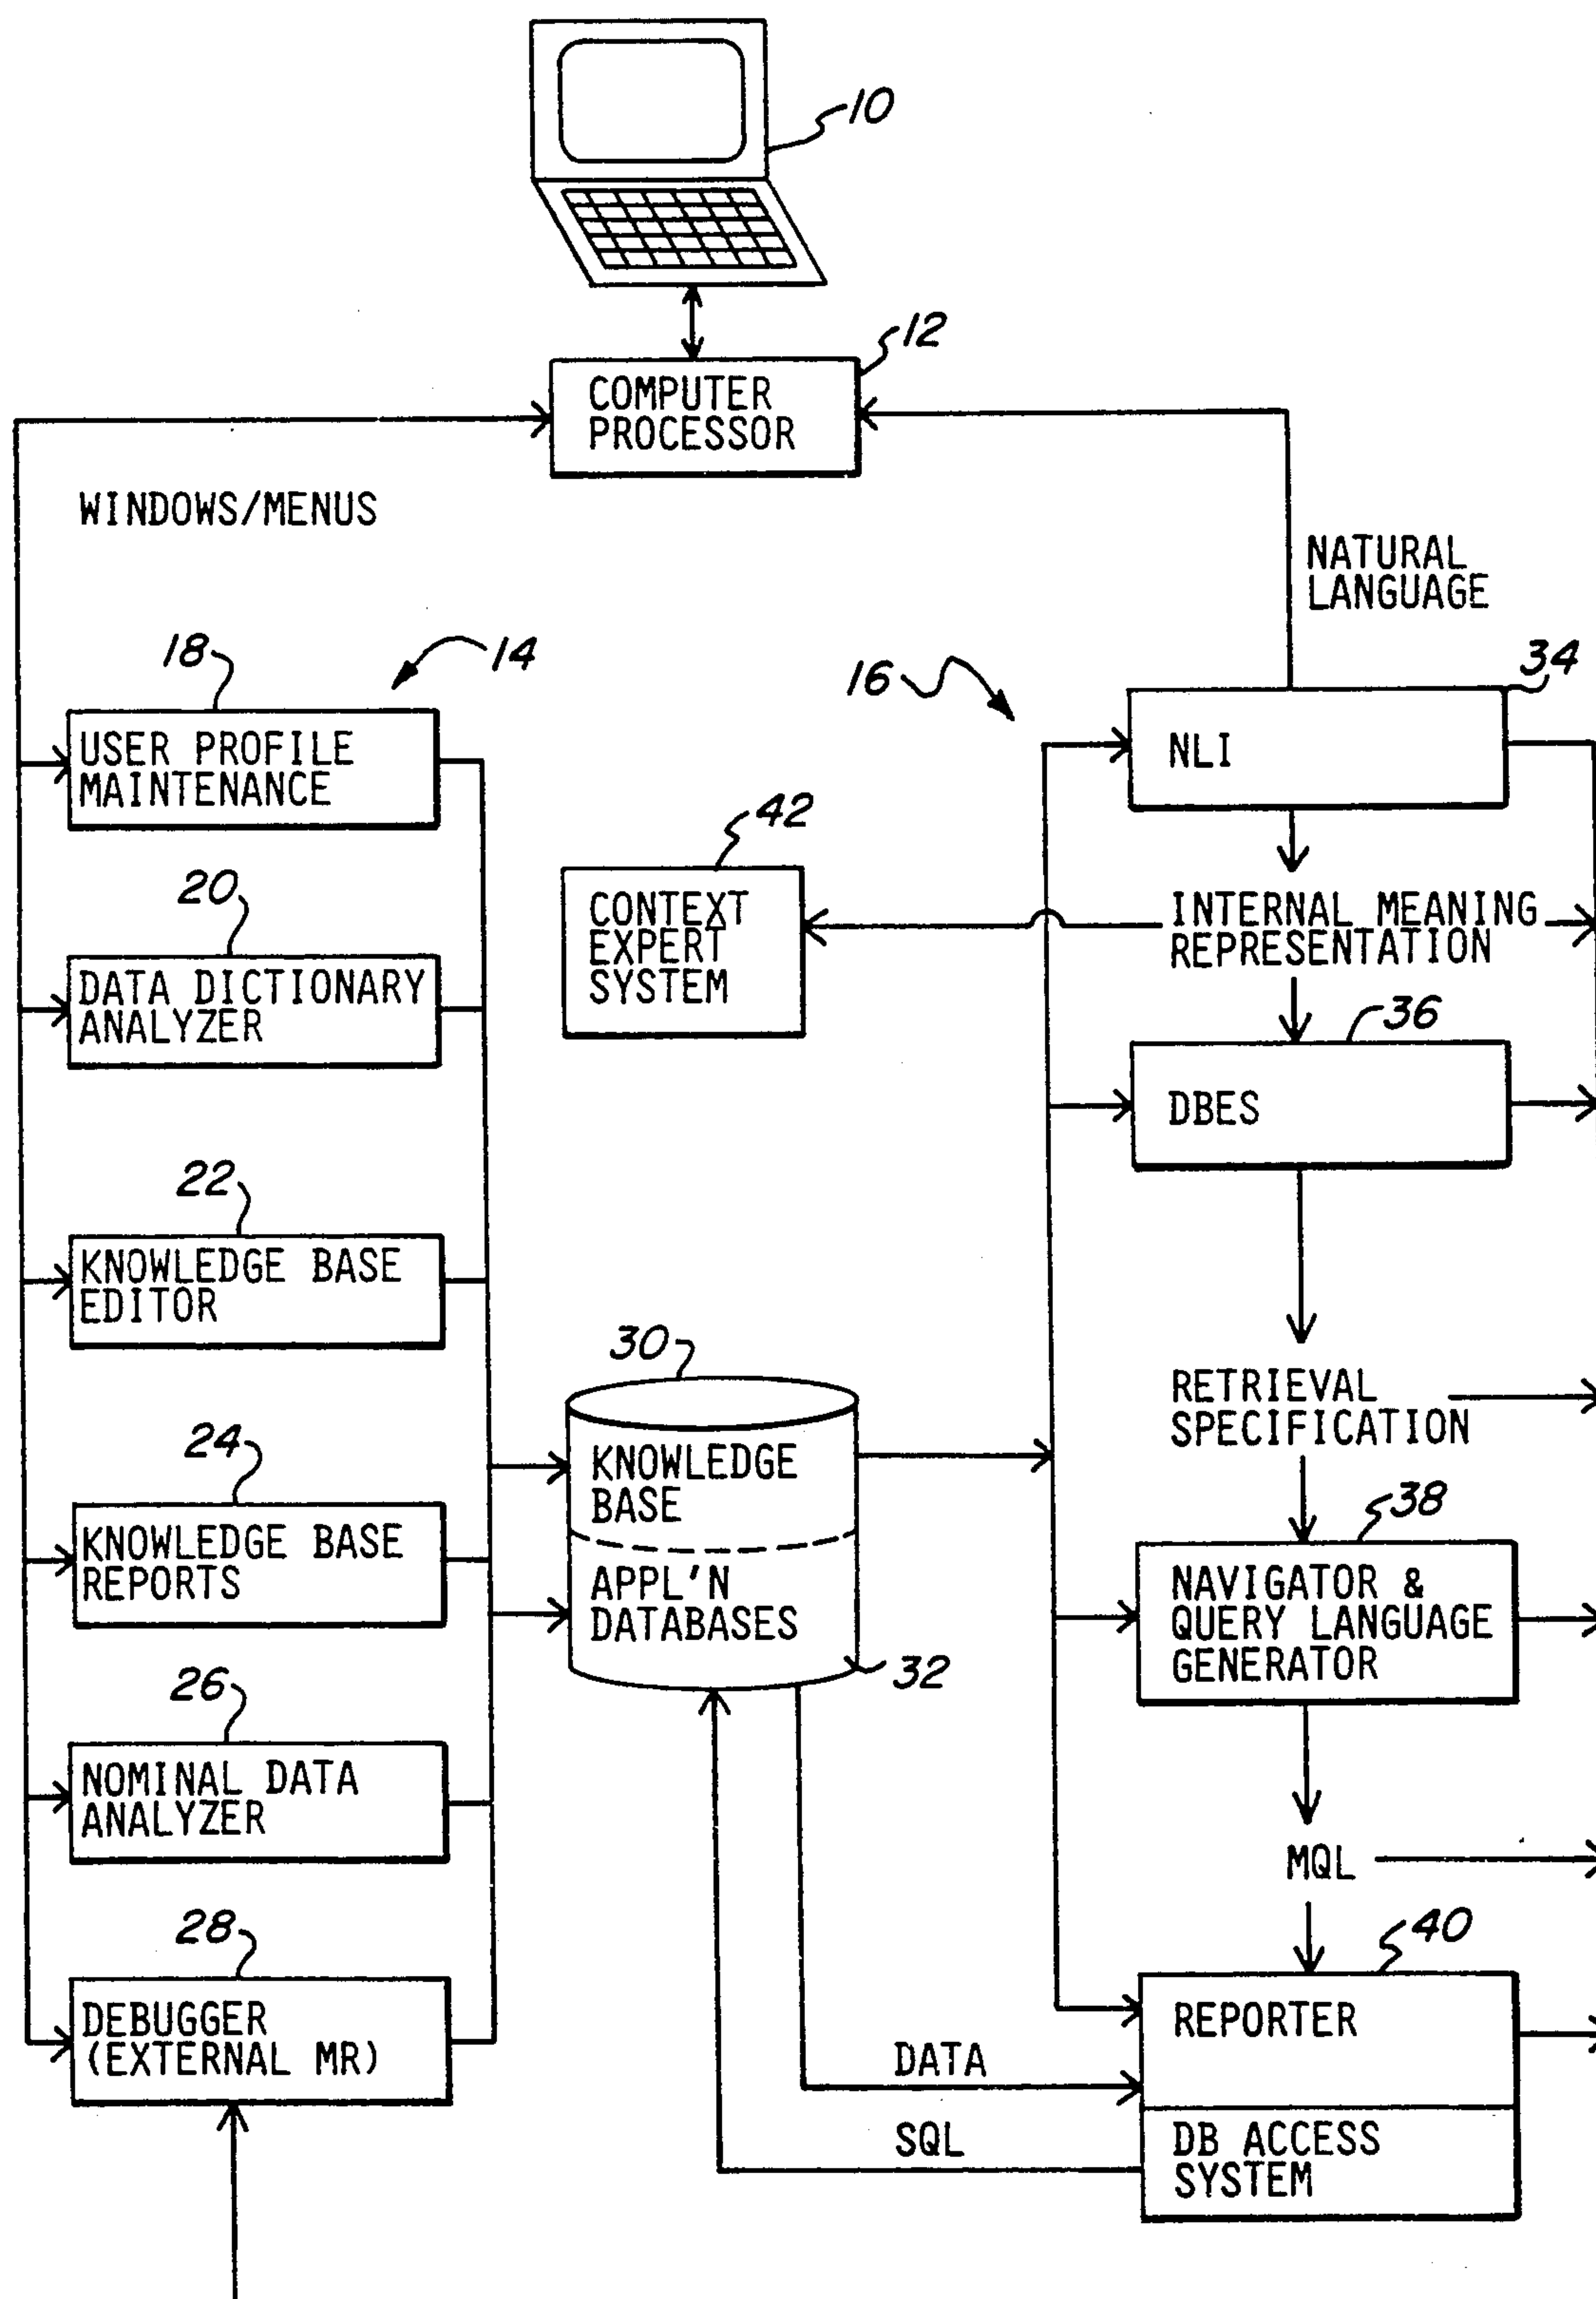 10
12
COMPUTER
PROCESSOR
WINDOWS/MENUS
NATURAL
LANGUAGE
18
14
16
34
USER PROFILE
MAINTENANCE
NLI
42
20
CONTEXT
EXPERT
SYSTEM
INTERNAL MEANING
REPRESENTATION
DATA DICTIONARY
ANALYZER
36
DBES
22
KNOWLEDGE BASE
EDITOR
30
RETRIEVAL
SPECIFICATION
24
KNOWLEDGE
BASE
38
KNOWLEDGE BASE
REPORTS
APPL'N
DATABASES
NAVIGATOR &
QUERY LANGUAGE
GENERATOR
32
26
NOMINAL DATA
ANALYZER
MQL
28
40
DEBUGGER
(EXTERNAL MR)
REPORTER
DATA
SQL
DB ACCESS
SYSTEM